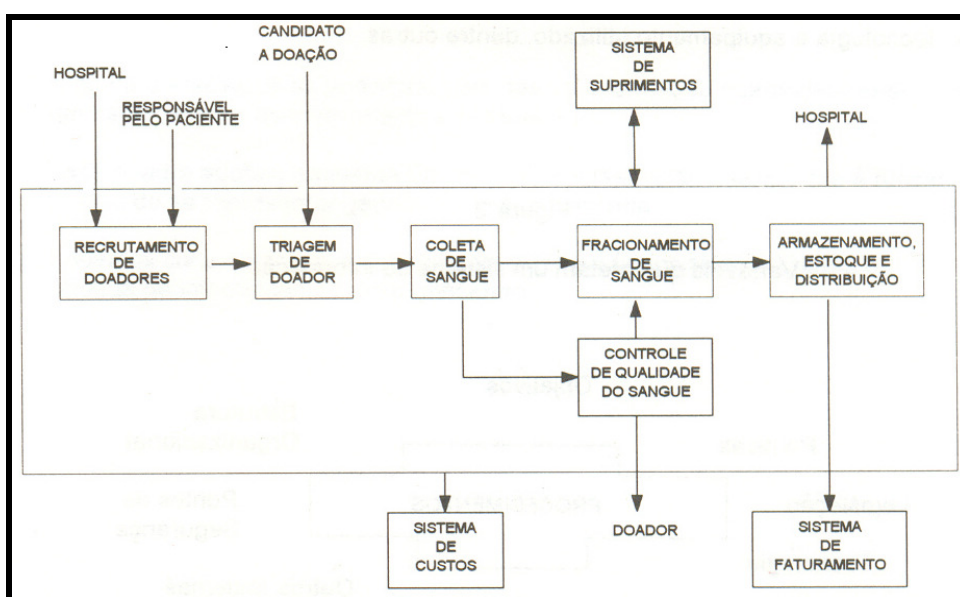 CANDIDATO
A DOAÇÃO
HOSPITAL
RESPONSÁVEL
PELO PACIENTE
SISTEMA
DE
SUPRIMENTOS
HOSPITAL
RECRUTAMENTO
DE
DOADORES
TRIAGEM
DE
DOADOR
COLETA
DE
SANGUE
FRACIONAMENTO
DE
SANGUE
ARMAZENAMENTO,
ESTOQUE E
DISTRIBUIÇÃO
CONTROLE
DE QUALIDADE
DO SANGUE
SISTEMA
DE
CUSTOS
DOADOR
SISTEMA
DE
FATURAMENTO